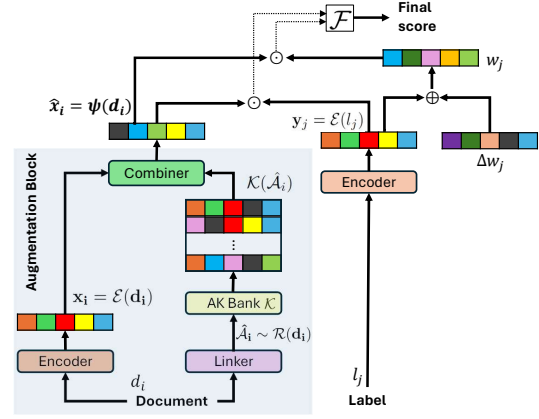 Final
score
𝓕
⊙
w_j
x̂_i = ψ(d_i)
⊙
y_j = ℰ(l_j)
⊕
Δw_j
Augmentation Block
Combiner
𝒦(𝒜̂_i)
Encoder
⋮
x_i = ℰ(d_i)
AK Bank 𝒦
𝒜̂_i ∼ ℛ(d_i)
Encoder
Linker
d_i
l_j
Document
Label